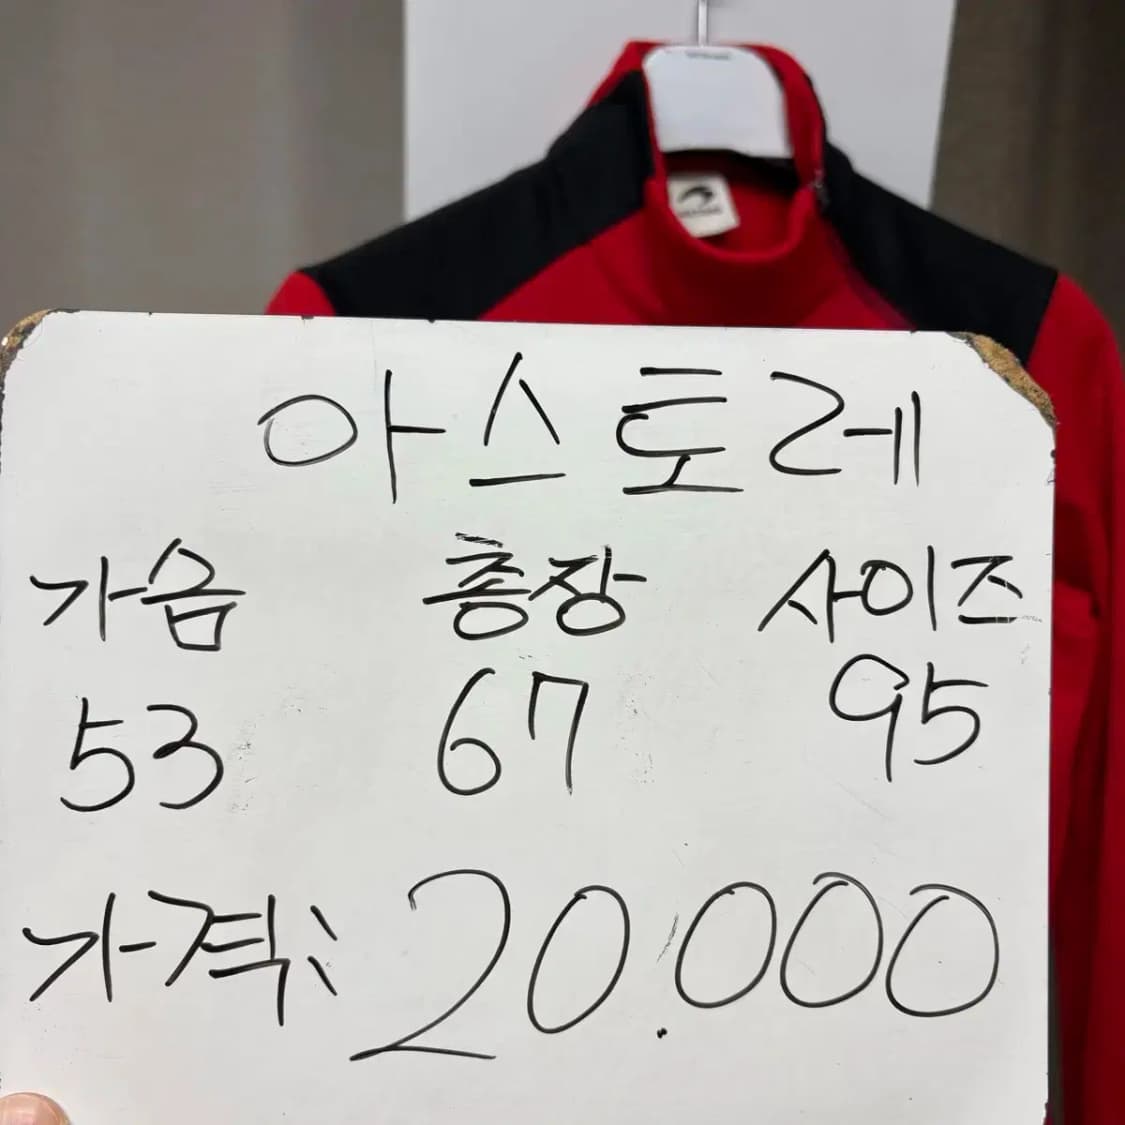 아스토레
가슴 총장 사이즈
53 67 95
가격: 20.000